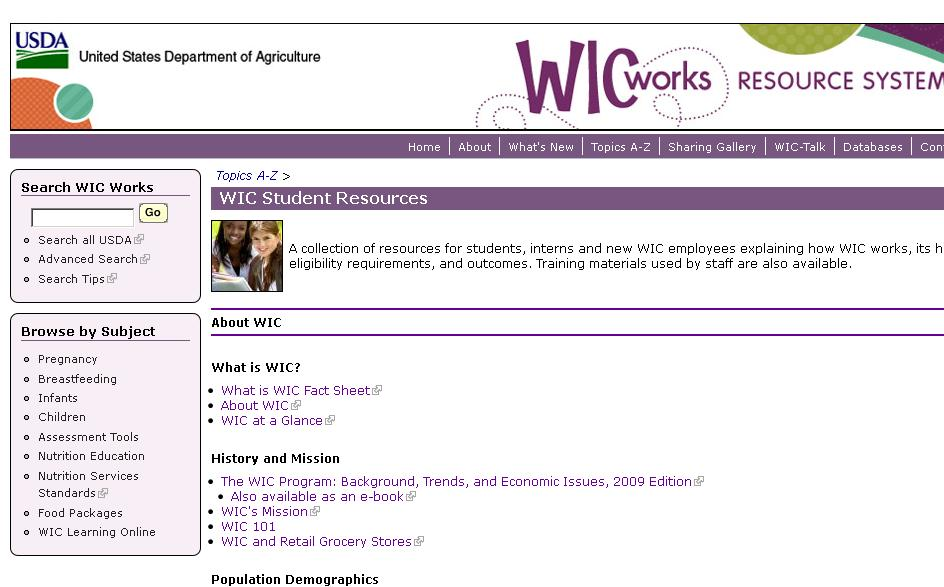 USDA
United States Department of Agriculture
WIC works RESOURCE SYSTEM
Home | About | What's New | Topics A-Z | Sharing Gallery | WIC-Talk | Databases |
Search WIC Works
Go
Search all USDA
Advanced Search
Search Tips
Browse by Subject
Pregnancy
Breastfeeding
Infants
Children
Assessment Tools
Nutrition Education
Nutrition Services
Standards
Food Packages
WIC Learning Online
Topics A-Z >
WIC Student Resources
A collection of resources for students, interns and new WIC employees explaining how WIC works, its
eligibility requirements, and outcomes. Training materials used by staff are also available.
About WIC
What is WIC?
What is WIC Fact Sheet
About WIC
WIC at a Glance
History and Mission
The WIC Program: Background, Trends, and Economic Issues, 2009 Edition
Also available as an e-book
WIC's Mission
WIC 101
WIC and Retail Grocery Stores
Population Demographics